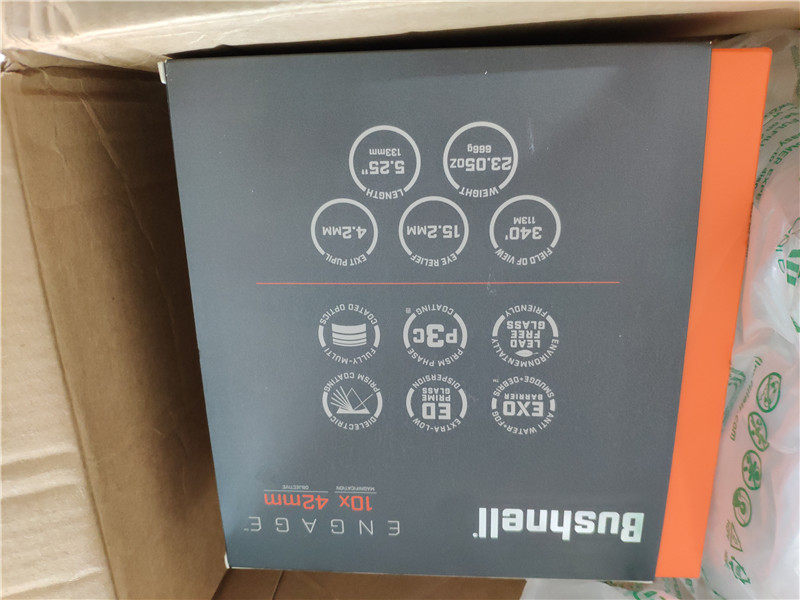 Bushnell®
ENGAGE™
10x 42mm
MAGNIFICATION OBJECTIVE
ANTI WATER+FOG
EXO
BARRIER
SMUDGE+DEBRIS™
EXTRA-LOW
ED
PRIME
GLASS
DISPERSION
DIELECTRIC
PRISM COATING
ENVIRONMENTALLY
LEAD
FREE
GLASS
FRIENDLY
PRISM PHASE
P3C
COATING®
FULLY-MULTI
COATED OPTICS
FIELD OF VIEW
340'
113M
EYE RELIEF
15.2MM
EXIT PUPIL
4.2MM
WEIGHT
23.05OZ
666g
LENGTH
5.25"
133mm